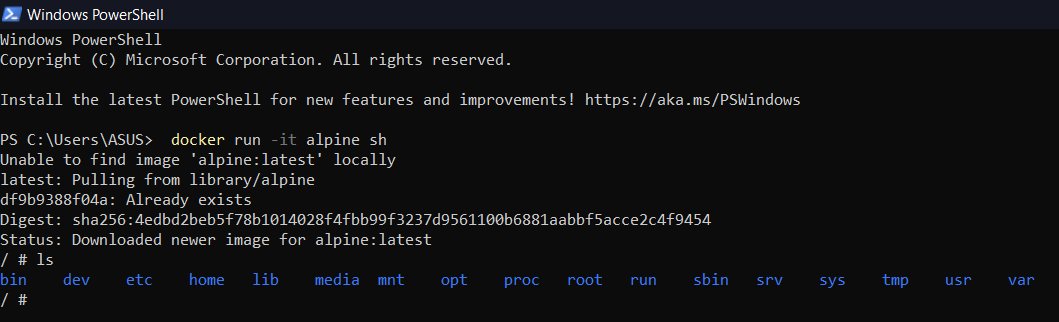 Windows PowerShell
Windows PowerShell
Copyright (C) Microsoft Corporation. All rights reserved.
Install the latest PowerShell for new features and improvements! https://aka.ms/PSWindows
PS C:\Users\ASUS>  docker run -it alpine sh
Unable to find image 'alpine:latest' locally
latest: Pulling from library/alpine
df9b9388f04a: Already exists
Digest: sha256:4edbd2beb5f78b1014028f4fbb99f3237d9561100b6881aabbf5acce2c4f9454
Status: Downloaded newer image for alpine:latest
/ # ls
bin    dev    etc    home   lib    media  mnt    opt    proc   root   run    sbin   srv    sys    tmp    usr    var
/ #